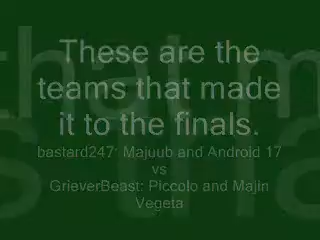 These are the
teams that made
it to the finals.
bastard247: Majuub and Android 17
vs
GrieverBeast: Piccolo and Majin
Vegeta